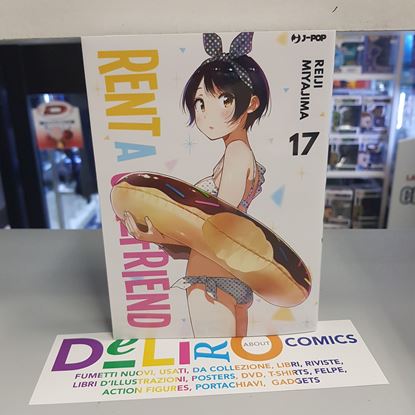 J-POP
REIJI
MIYAJIMA
17
RENT A
FRIEND
DeLiRO
ABOUT
COMICS
FUMETTI NUOVI, USATI, DA COLLEZIONE, LIBRI, RIVISTE,
LIBRI D'ILLUSTRAZIONI, POSTERS, DVD, T-SHIRTS, FELPE,
ACTION FIGURES, PORTACHIAVI, GADGETS